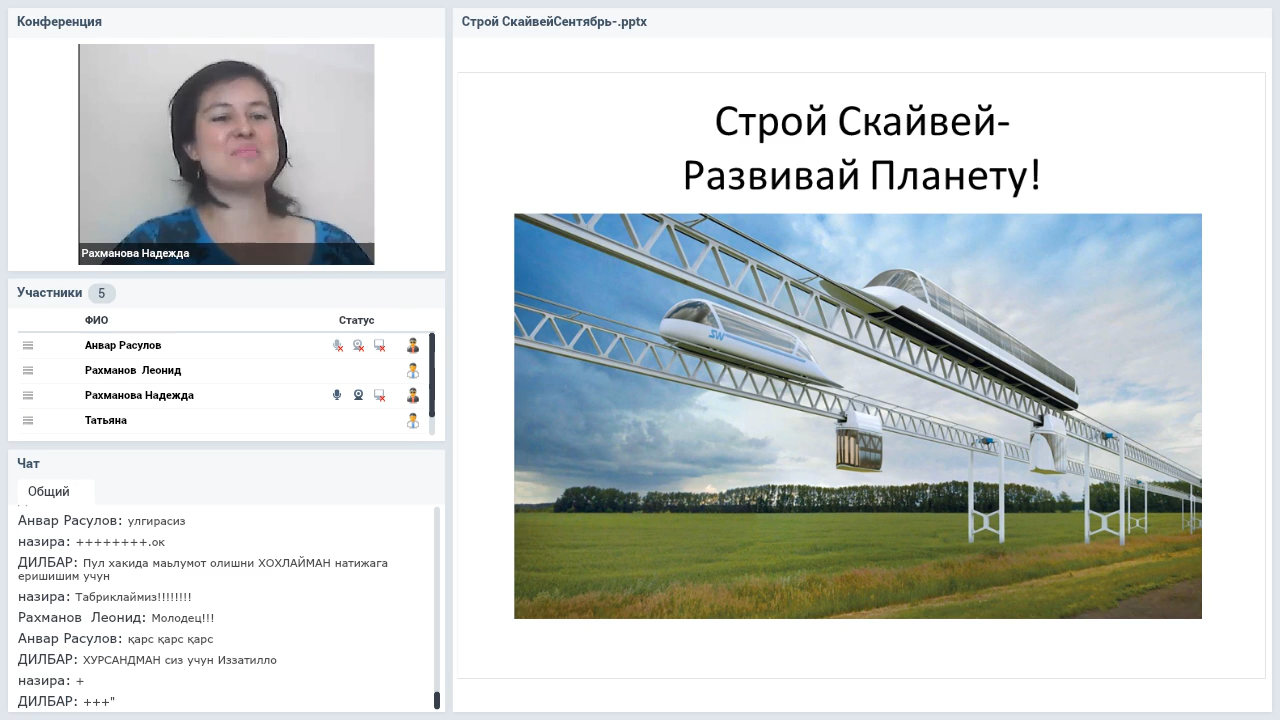 Конференция
Рахманова Надежда
Участники 5
ФИО Статус
Анвар Расулов
Рахманов Леонид
Рахманова Надежда
Татьяна
Чат
Общий
Анвар Расулов: улгирасиз
назира: ++++++++.ок
ДИЛБАР: Пул хакида маьлумот олишни ХОХЛАЙМАН натижага
еришишим учун
назира: Табриклаймиз!!!!!!!!
Рахманов Леонид: Молодец!!!
Анвар Расулов: қарс қарс қарс
ДИЛБАР: ХУРСАНДМАН сиз учун Иззатилло
назира: +
ДИЛБАР: +++"
Строй СкайвейСентябрь-.pptx
Строй Скайвей-
Развивай Планету!
SW